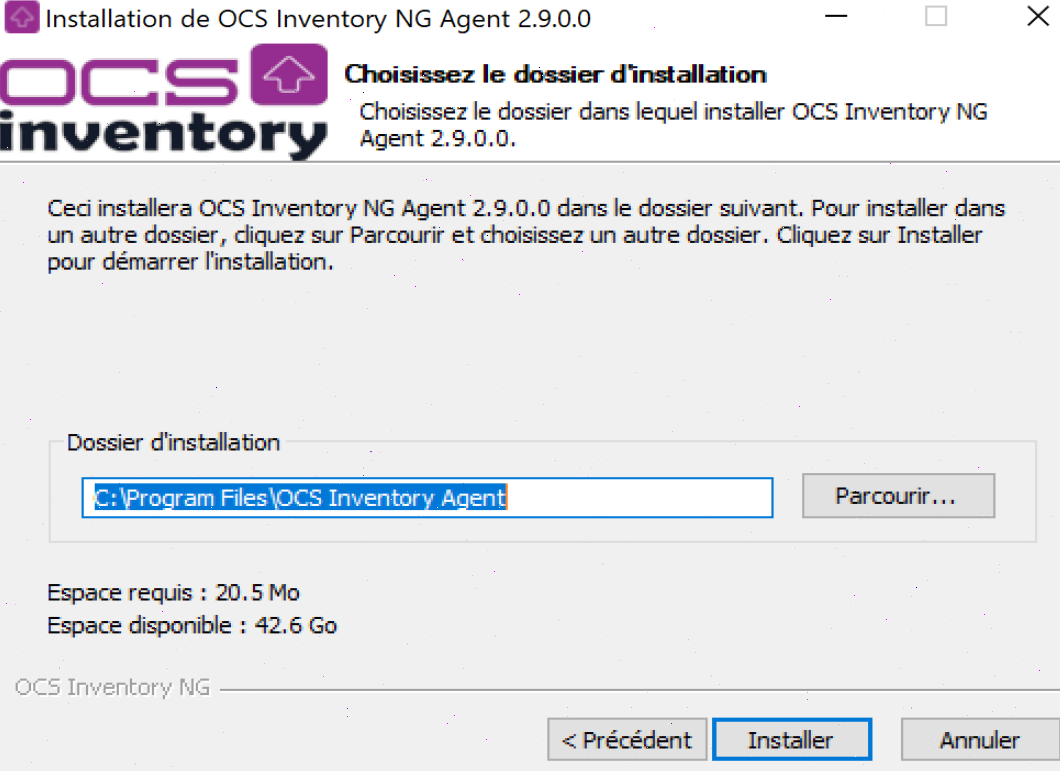 Installation de OCS Inventory NG Agent 2.9.0.0
OCS
inventory
Choisissez le dossier d'installation
Choisissez le dossier dans lequel installer OCS Inventory NG
Agent 2.9.0.0.
Ceci installera OCS Inventory NG Agent 2.9.0.0 dans le dossier suivant. Pour installer dans
un autre dossier, cliquez sur Parcourir et choisissez un autre dossier. Cliquez sur Installer
pour démarrer l'installation.
Dossier d'installation
C:\Program Files\OCS Inventory Agent
Parcourir...
Espace requis : 20.5 Mo
Espace disponible : 42.6 Go
OCS Inventory NG
< Précédent
Installer
Annuler